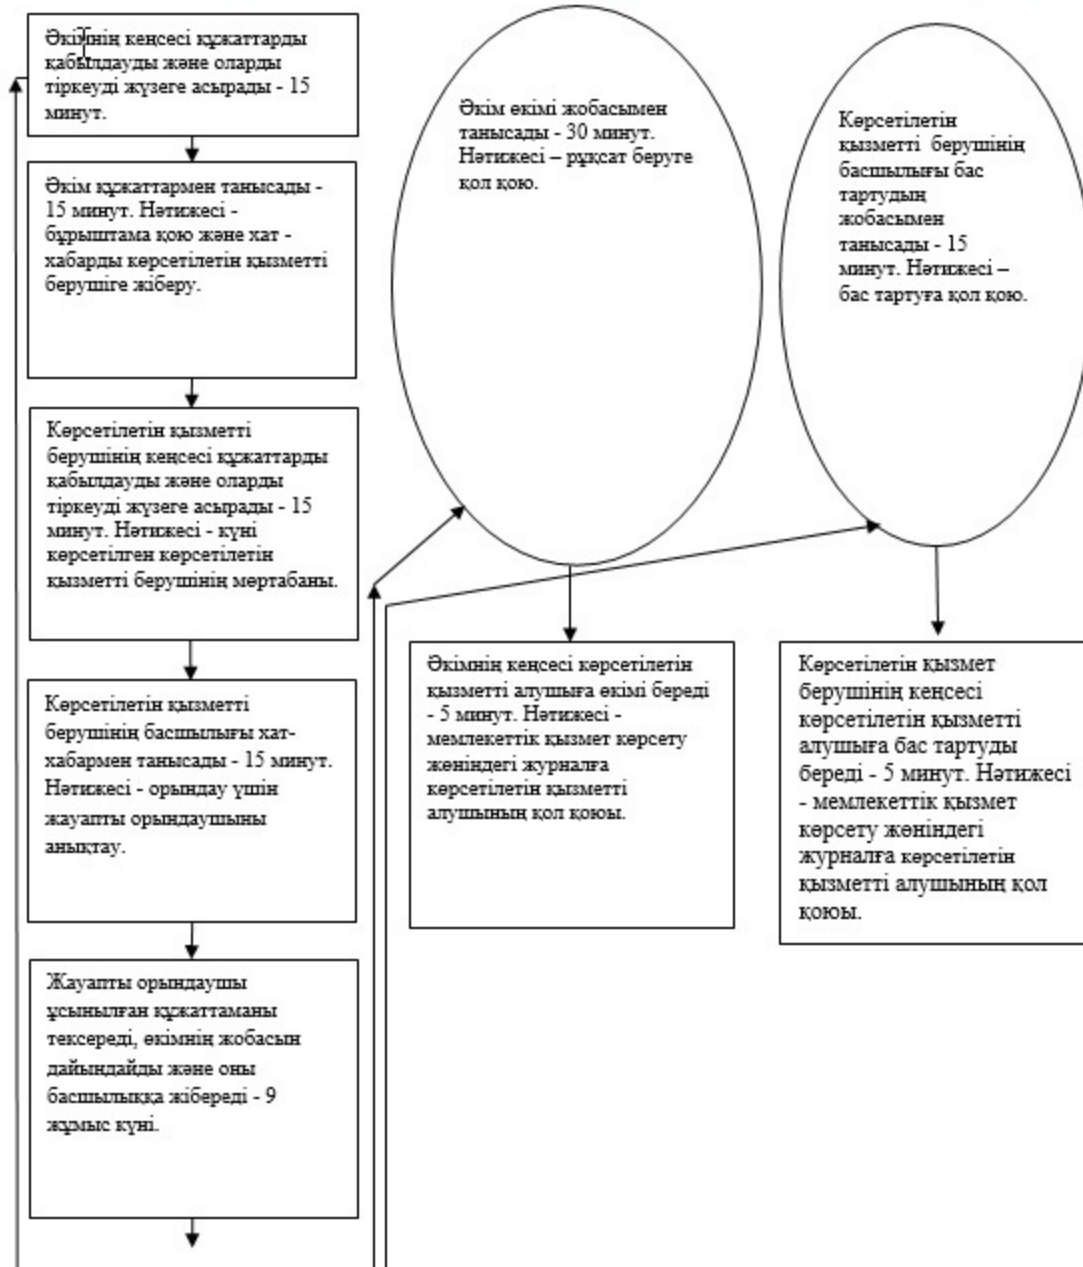 Әкімнің кеңсесі құжаттарды
қабылдауды және оларды
тіркеуді жүзеге асырады - 15
минут.
Әкім құжаттармен танысады -
15 минут. Нәтижесі -
бұрыштама қою және хат -
хабарды көрсетілетін қызметті
берушіге жіберу.
Көрсетілетін қызметті
берушінің кеңсесі құжаттарды
қабылдауды және оларды
тіркеуді жүзеге асырады - 15
минут. Нәтижесі - күні
көрсетілген көрсетілетін
қызметті берушінің мөртабаны.
Көрсетілетін қызметті
берушінің басшылығы хат-
хабармен танысады - 15 минут.
Нәтижесі - орындау үшін
жауапты орындаушыны
анықтау.
Жауапты орындаушы
ұсынылған құжаттаманы
тексереді, өкімнің жобасын
дайындайды және оны
басшылыққа жібереді - 9
жұмыс күні.
Әкім өкімі жобасымен
танысады - 30 минут.
Нәтижесі – рұқсат беруге
қол қою.
Әкімнің кеңсесі көрсетілетін
қызметті алушыға өкімі береді
- 5 минут. Нәтижесі -
мемлекеттік қызмет көрсету
жөніндегі журналға
көрсетілетін қызметті
алушының қол қоюы.
Көрсетілетін
қызметті берушінің
басшылығы бас
тартудың
жобасымен
танысады - 15
минут. Нәтижесі –
бас тартуға қол қою.
Көрсетілетін қызмет
берушінің кеңсесі
көрсетілетін қызметті
алушыға бас тартуды
береді - 5 минут. Нәтижесі
- мемлекеттік қызмет
көрсету жөніндегі
журналға көрсетілетін
қызметті алушының қол
қоюы.